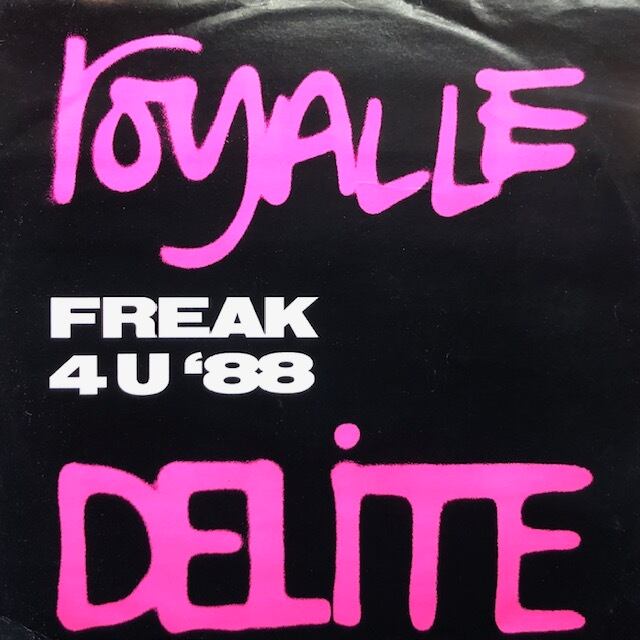 royALLE
FREAK
4 U '88
DELiTE